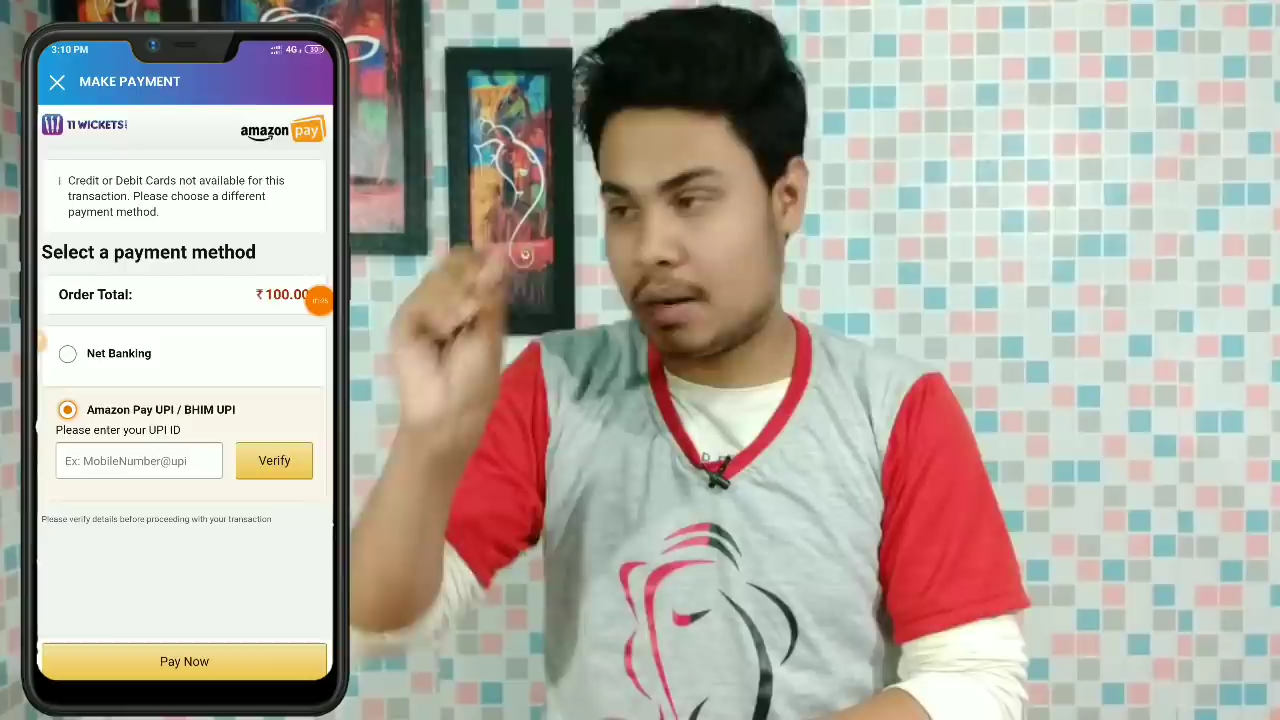 3:10 PM
4G
30
MAKE PAYMENT
11 WICKETS
amazon pay
i Credit or Debit Cards not available for this
transaction. Please choose a different
payment method.
Select a payment method
Order Total:
₹100.00
Net Banking
Amazon Pay UPI / BHIM UPI
Please enter your UPI ID
Ex: MobileNumber@upi
Verify
Please verify details before proceeding with your transaction
Pay Now